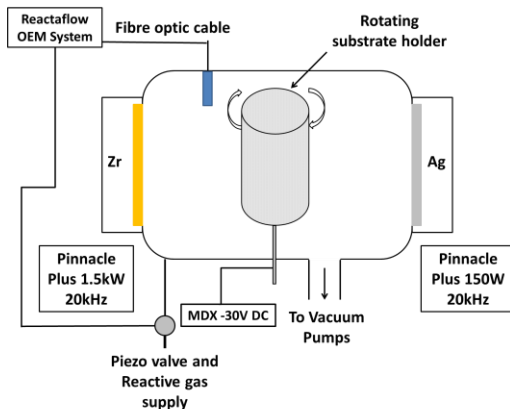 Reactaflow
OEM System
Fibre optic cable
Rotating
substrate holder
Zr
Ag
Pinnacle
Plus 1.5kW
20kHz
Pinnacle
Plus 150W
20kHz
MDX -30V DC
To Vacuum
Pumps
Piezo valve and
Reactive gas
supply